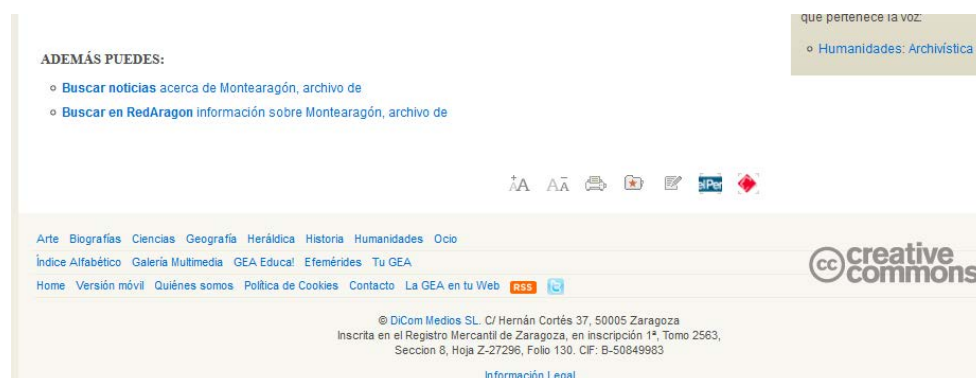 que pertenece la voz:
Humanidades: Archivística
ADEMÁS PUEDES:
Buscar noticias acerca de Montearagón, archivo de
Buscar en RedAragon información sobre Montearagón, archivo de
AA AA elPer
Arte Biografías Ciencias Geografía Heráldica Historia Humanidades Ocio
Índice Alfabético Galería Multimedia GEA Educa! Efemérides Tu GEA
Home Versión móvil Quiénes somos Política de Cookies Contacto La GEA en tu Web RSS
cc creative commons
© DiCom Medios SL. C/ Hernán Cortés 37, 50005 Zaragoza
Inscrita en el Registro Mercantil de Zaragoza, en inscripción 1ª, Tomo 2563,
Seccion 8, Hoja Z-27296, Folio 130. CIF: B-50849983
Información Legal